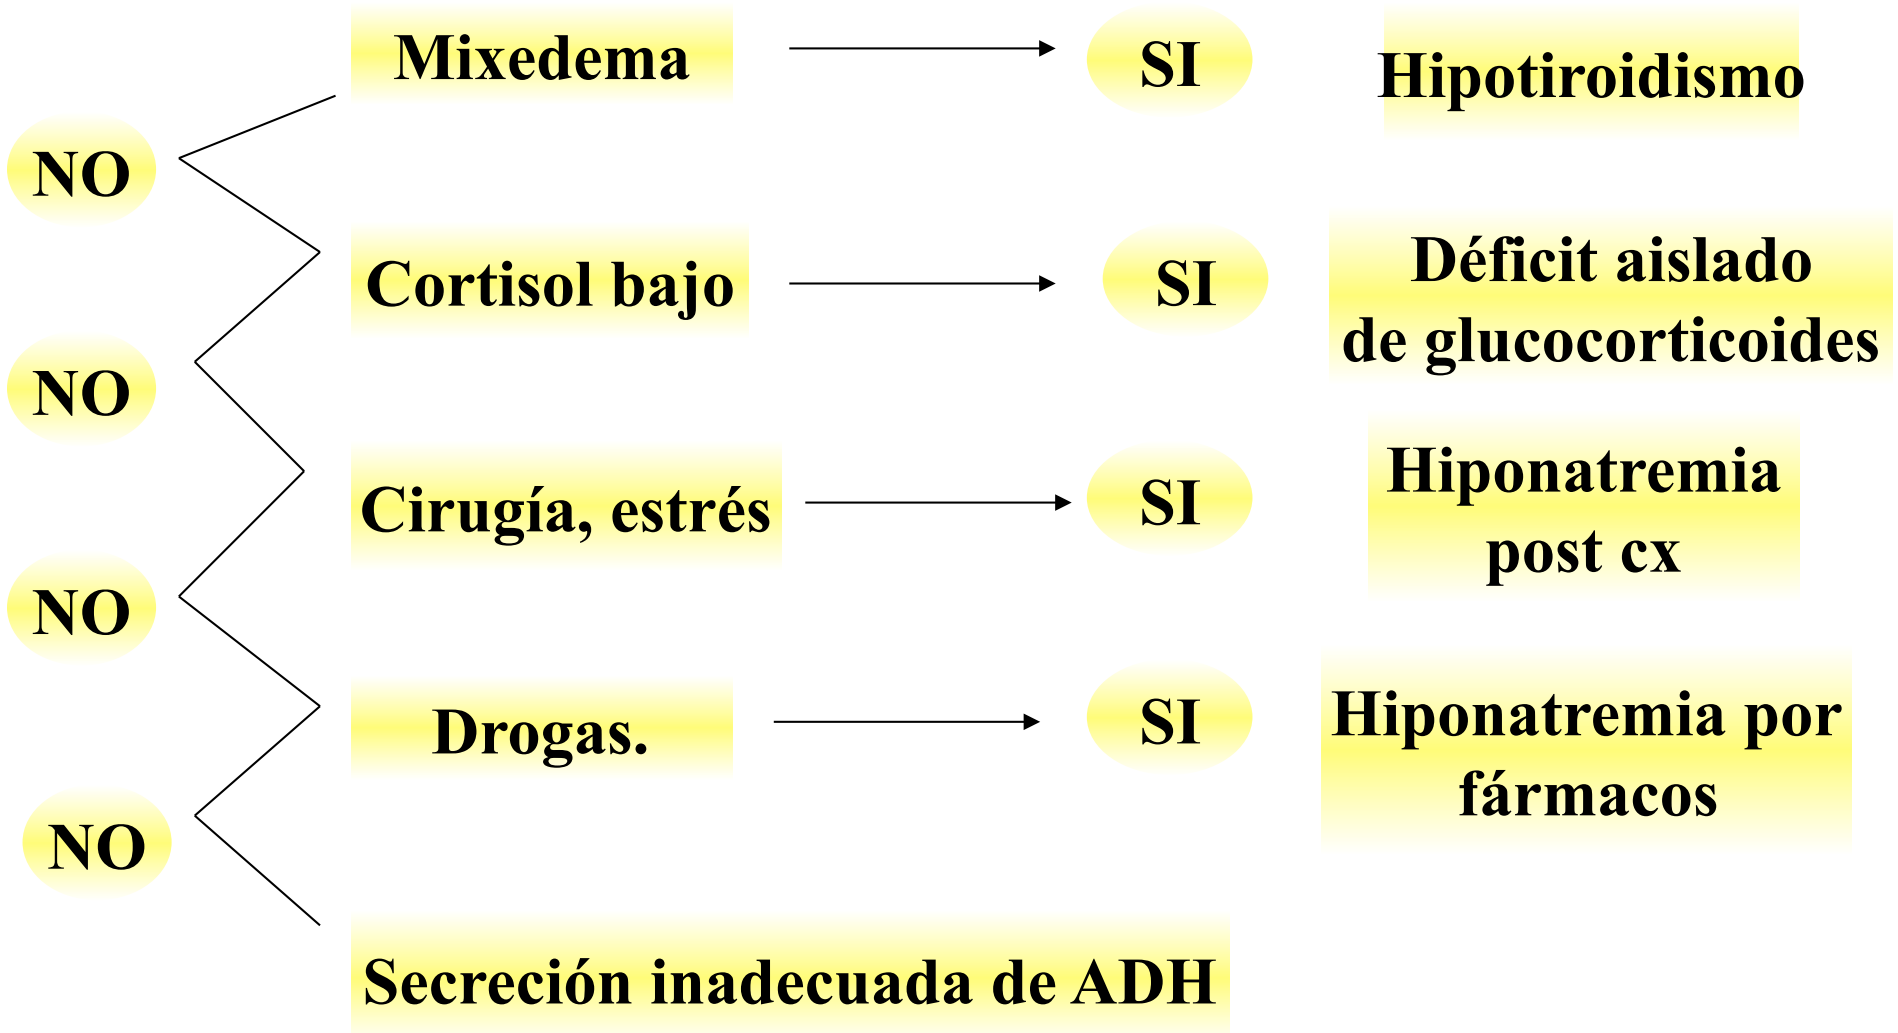 Mixedema
SI
Hipotiroidismo
NO
Cortisol bajo
SI
Déficit aislado
de glucocorticoides
NO
Cirugía, estrés
SI
Hiponatremia
post cx
NO
Drogas.
SI
Hiponatremia por
fármacos
NO
Secreción inadecuada de ADH